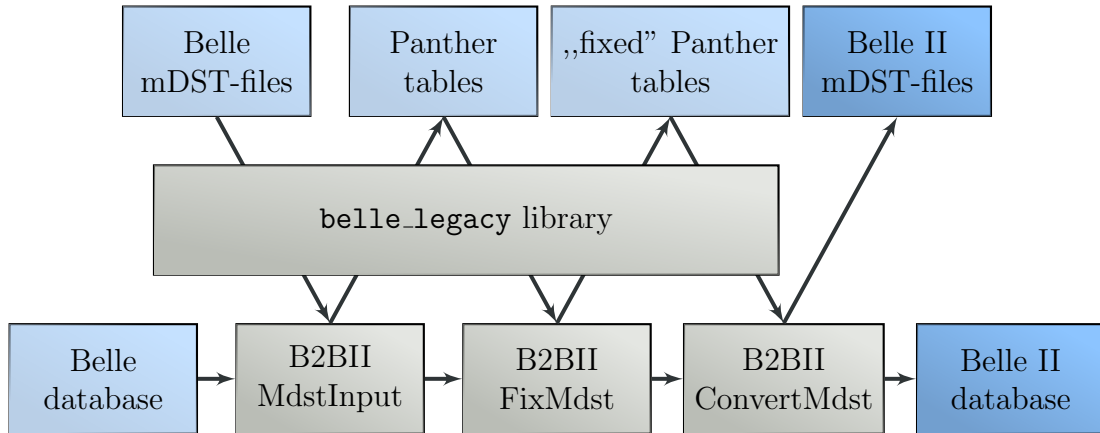 Belle
mDST-files
Panther
tables
,,fixed” Panther
tables
Belle II
mDST-files
belle_legacy library
Belle
database
B2BII
MdstInput
B2BII
FixMdst
B2BII
ConvertMdst
Belle II
database